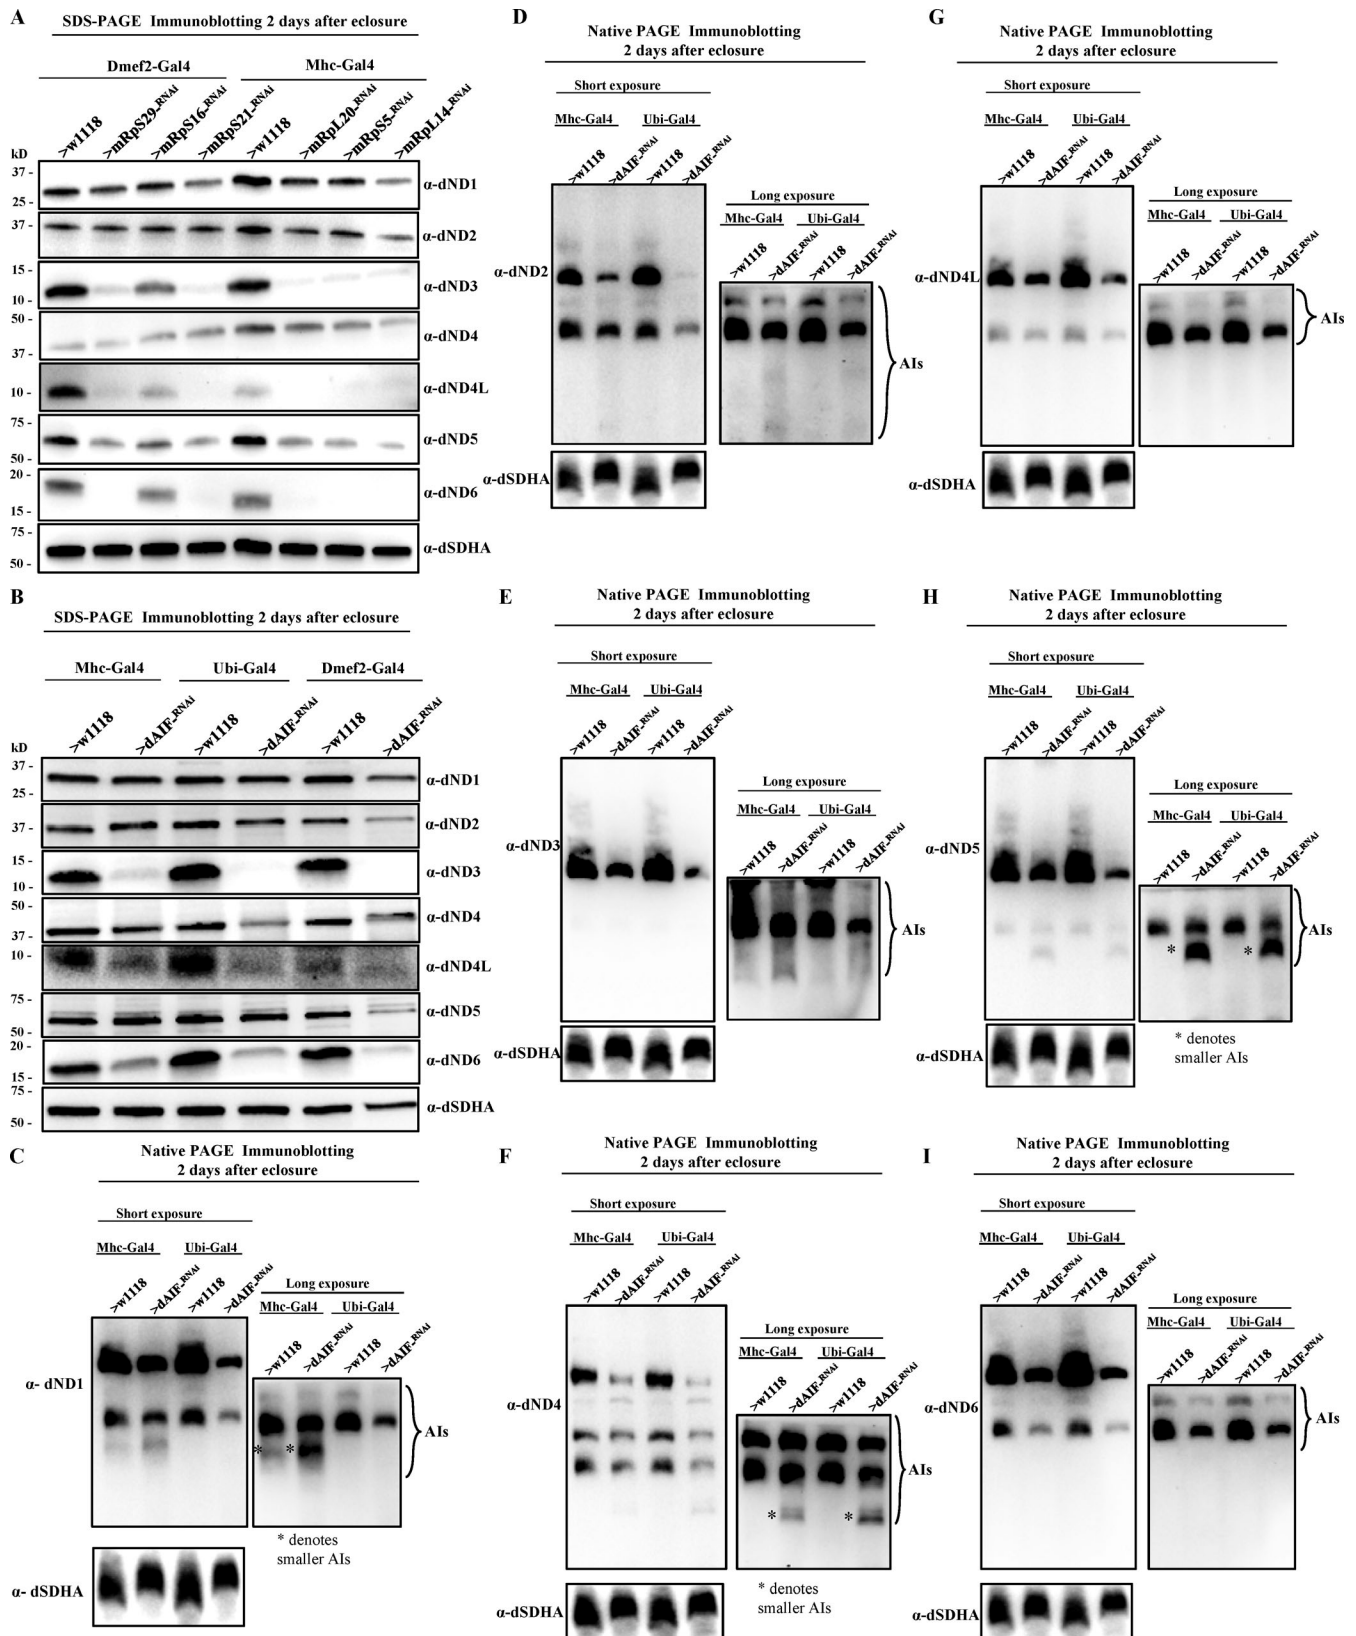 A
SDS-PAGE Immunoblotting 2 days after eclosure
Dmef2-Gal4
Mhc-Gal4
>w1118
>mRpS29-RNAi
>mRpS16-RNAi
>mRpS21-RNAi
>w1118
>mRpL20-RNAi
>mRpS5-RNAi
>mRpL14-RNAi
kD
37 -
25 -
α-dND1
37 -
α-dND2
15 -
10 -
α-dND3
50 -
37 -
α-dND4
10 -
α-dND4L
75 -
50 -
α-dND5
20 -
15 -
α-dND6
75 -
50 -
α-dSDHA
B
SDS-PAGE Immunoblotting 2 days after eclosure
Mhc-Gal4
Ubi-Gal4
Dmef2-Gal4
>w1118
>dAIF-RNAi
>w1118
>dAIF-RNAi
>w1118
>dAIF-RNAi
kD
37 -
25 -
α-dND1
37 -
α-dND2
15 -
10 -
α-dND3
50 -
37 -
α-dND4
10 -
α-dND4L
75 -
50 -
α-dND5
20 -
15 -
α-dND6
75 -
50 -
α-dSDHA
C
Native PAGE Immunoblotting
2 days after eclosure
Short exposure
Mhc-Gal4
Ubi-Gal4
>w1118
>dAIF-RNAi
>w1118
>dAIF-RNAi
Long exposure
Mhc-Gal4
Ubi-Gal4
>w1118
>dAIF-RNAi
>w1118
>dAIF-RNAi
α- dND1
* *
AIs
* denotes
smaller AIs
α- dSDHA
D
Native PAGE Immunoblotting
2 days after eclosure
Short exposure
Mhc-Gal4
Ubi-Gal4
>w1118
>dAIF-RNAi
>w1118
>dAIF-RNAi
Long exposure
Mhc-Gal4
Ubi-Gal4
>w1118
>dAIF-RNAi
>w1118
>dAIF-RNAi
α-dND2
AIs
α-dSDHA
E
Native PAGE Immunoblotting
2 days after eclosure
Short exposure
Mhc-Gal4
Ubi-Gal4
>w1118
>dAIF-RNAi
>w1118
>dAIF-RNAi
Long exposure
Mhc-Gal4
Ubi-Gal4
>w1118
>dAIF-RNAi
>w1118
>dAIF-RNAi
α-dND3
AIs
α-dSDHA
F
Native PAGE Immunoblotting
2 days after eclosure
Short exposure
Mhc-Gal4
Ubi-Gal4
>w1118
>dAIF-RNAi
>w1118
>dAIF-RNAi
Long exposure
Mhc-Gal4
Ubi-Gal4
>w1118
>dAIF-RNAi
>w1118
>dAIF-RNAi
α-dND4
AIs
* *
* denotes
smaller AIs
α-dSDHA
G
Native PAGE Immunoblotting
2 days after eclosure
Short exposure
Mhc-Gal4
Ubi-Gal4
>w1118
>dAIF-RNAi
>w1118
>dAIF-RNAi
Long exposure
Mhc-Gal4
Ubi-Gal4
>w1118
>dAIF-RNAi
>w1118
>dAIF-RNAi
α-dND4L
AIs
α-dSDHA
H
Native PAGE Immunoblotting
2 days after eclosure
Short exposure
Mhc-Gal4
Ubi-Gal4
>w1118
>dAIF-RNAi
>w1118
>dAIF-RNAi
Long exposure
Mhc-Gal4
Ubi-Gal4
>w1118
>dAIF-RNAi
>w1118
>dAIF-RNAi
α-dND5
AIs
* *
* denotes
smaller AIs
α-dSDHA
I
Native PAGE Immunoblotting
2 days after eclosure
Short exposure
Mhc-Gal4
Ubi-Gal4
>w1118
>dAIF-RNAi
>w1118
>dAIF-RNAi
Long exposure
Mhc-Gal4
Ubi-Gal4
>w1118
>dAIF-RNAi
>w1118
>dAIF-RNAi
α-dND6
AIs
α-dSDHA